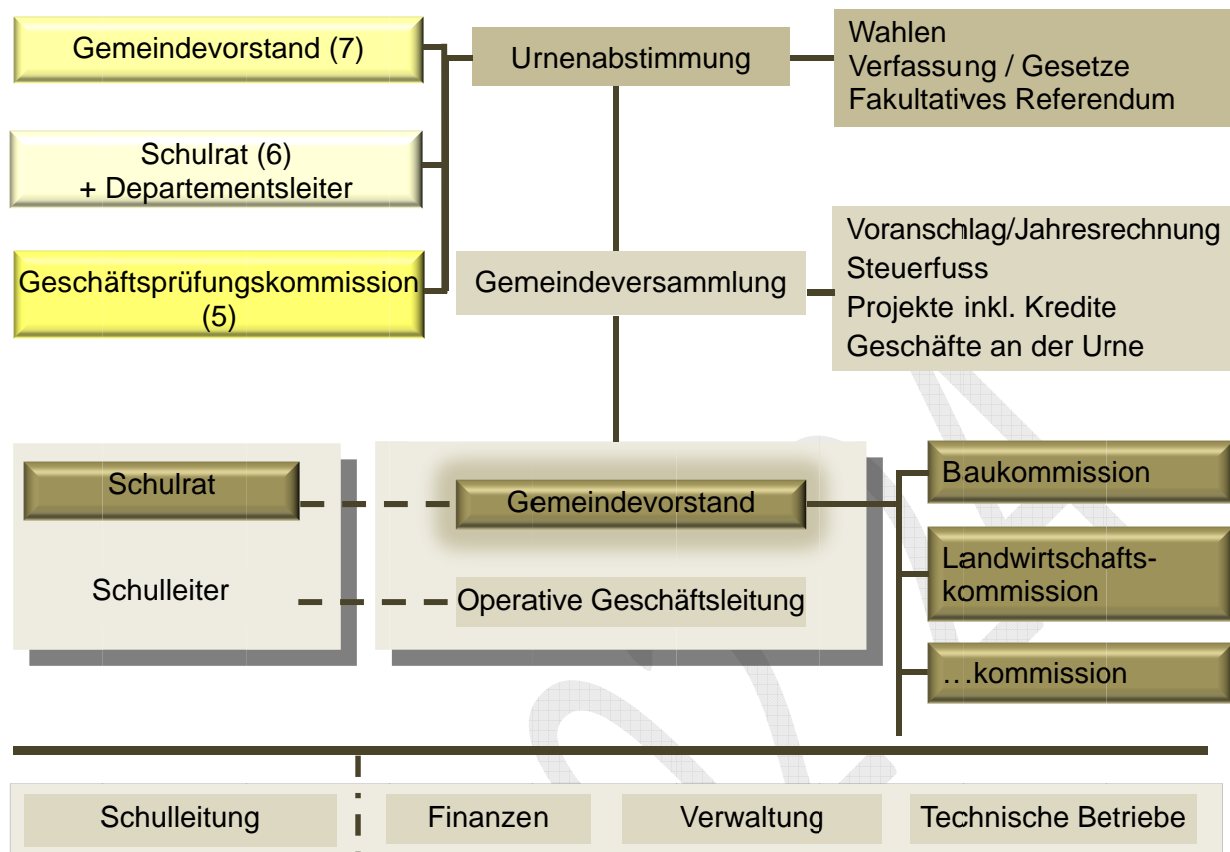 Gemeindevorstand (7)
Urnenabstimmung
Wahlen
Verfassung / Gesetze
Fakultatives Referendum
Schulrat (6)
+ Departementsleiter
Geschäftsprüfungskommission
(5)
Gemeindeversammlung
Voranschlag/Jahresrechnung
Steuerfuss
Projekte inkl. Kredite
Geschäfte an der Urne
Schulrat
Gemeindevorstand
Baukommission
Landwirtschafts-
kommission
Schulleiter
Operative Geschäftsleitung
…kommission
Schulleitung
Finanzen
Verwaltung
Technische Betriebe